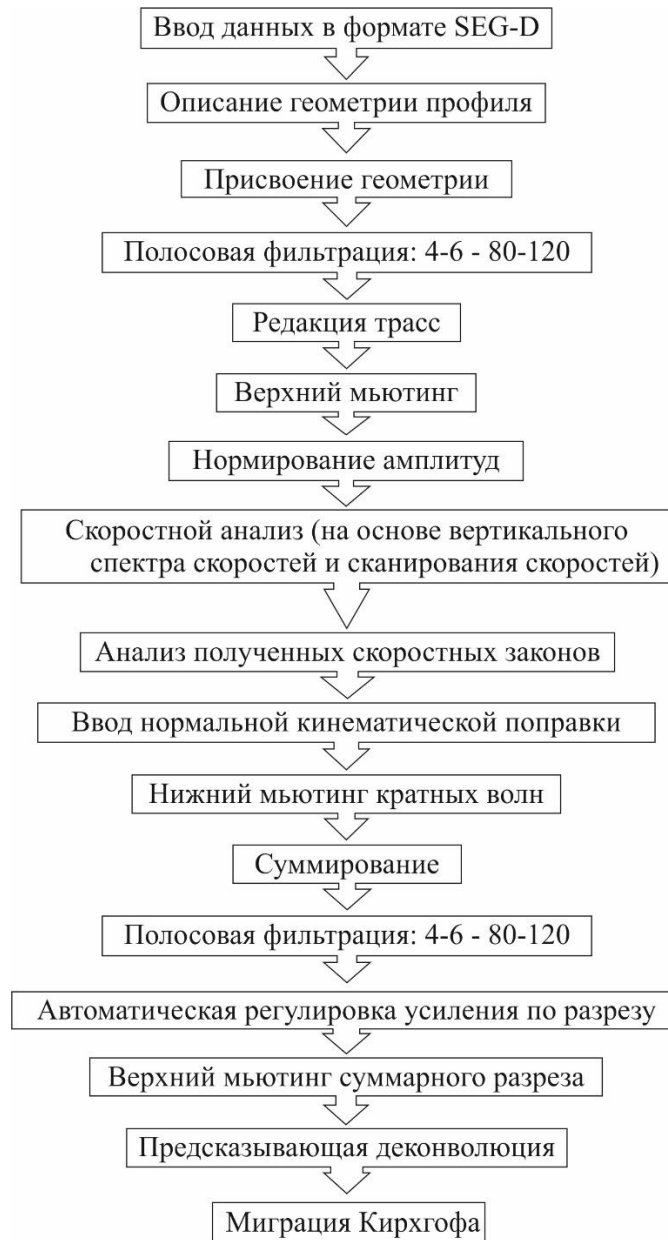 Ввод данных в формате SEG-D
Описание геометрии профиля
Присвоение геометрии
Полосовая фильтрация: 4-6 - 80-120
Редакция трасс
Верхний мьютинг
Нормирование амплитуд
Скоростной анализ (на основе вертикального
спектра скоростей и сканирования скоростей)
Анализ полученных скоростных законов
Ввод нормальной кинематической поправки
Нижний мьютинг кратных волн
Суммирование
Полосовая фильтрация: 4-6 - 80-120
Автоматическая регулировка усиления по разрезу
Верхний мьютинг суммарного разреза
Предсказывающая деконволюция
Миграция Кирхгофа